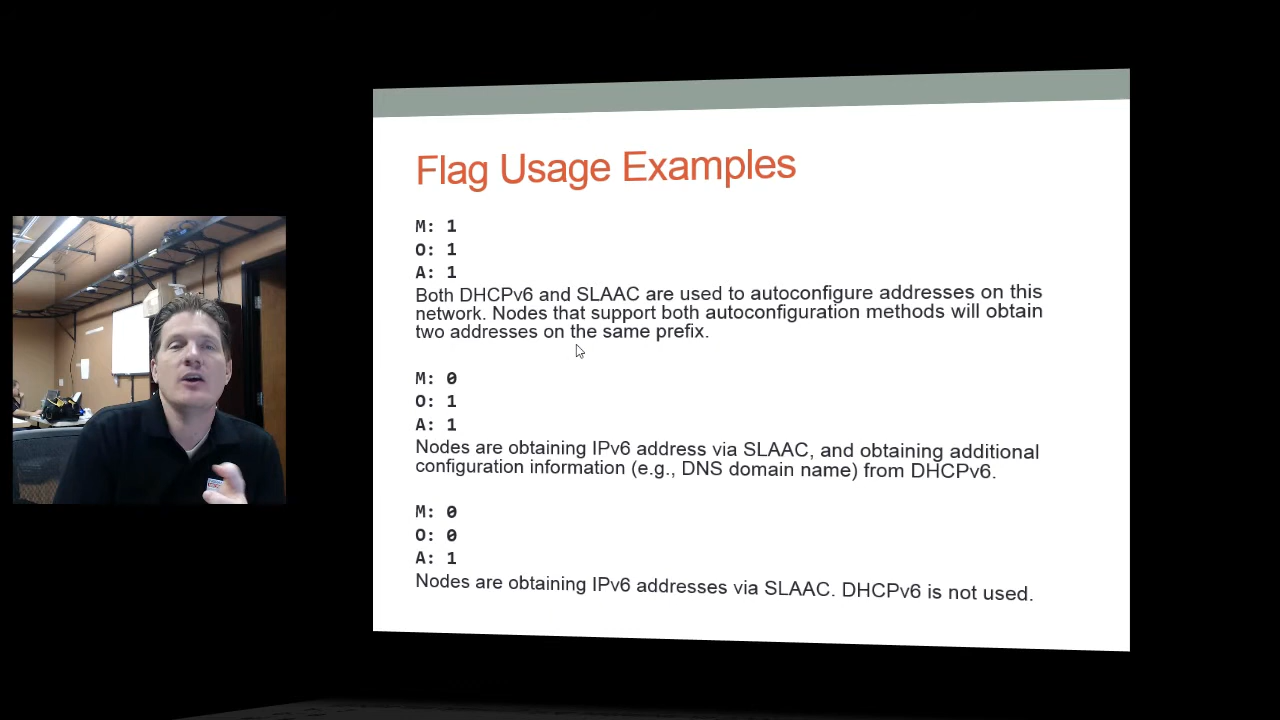 Flag Usage Examples
M: 1
O: 1
A: 1
Both DHCPv6 and SLAAC are used to autoconfigure addresses on this
network. Nodes that support both autoconfiguration methods will obtain
two addresses on the same prefix.
M: 0
O: 1
A: 1
Nodes are obtaining IPv6 address via SLAAC, and obtaining additional
configuration information (e.g., DNS domain name) from DHCPv6.
M: 0
O: 0
A: 1
Nodes are obtaining IPv6 addresses via SLAAC. DHCPv6 is not used.